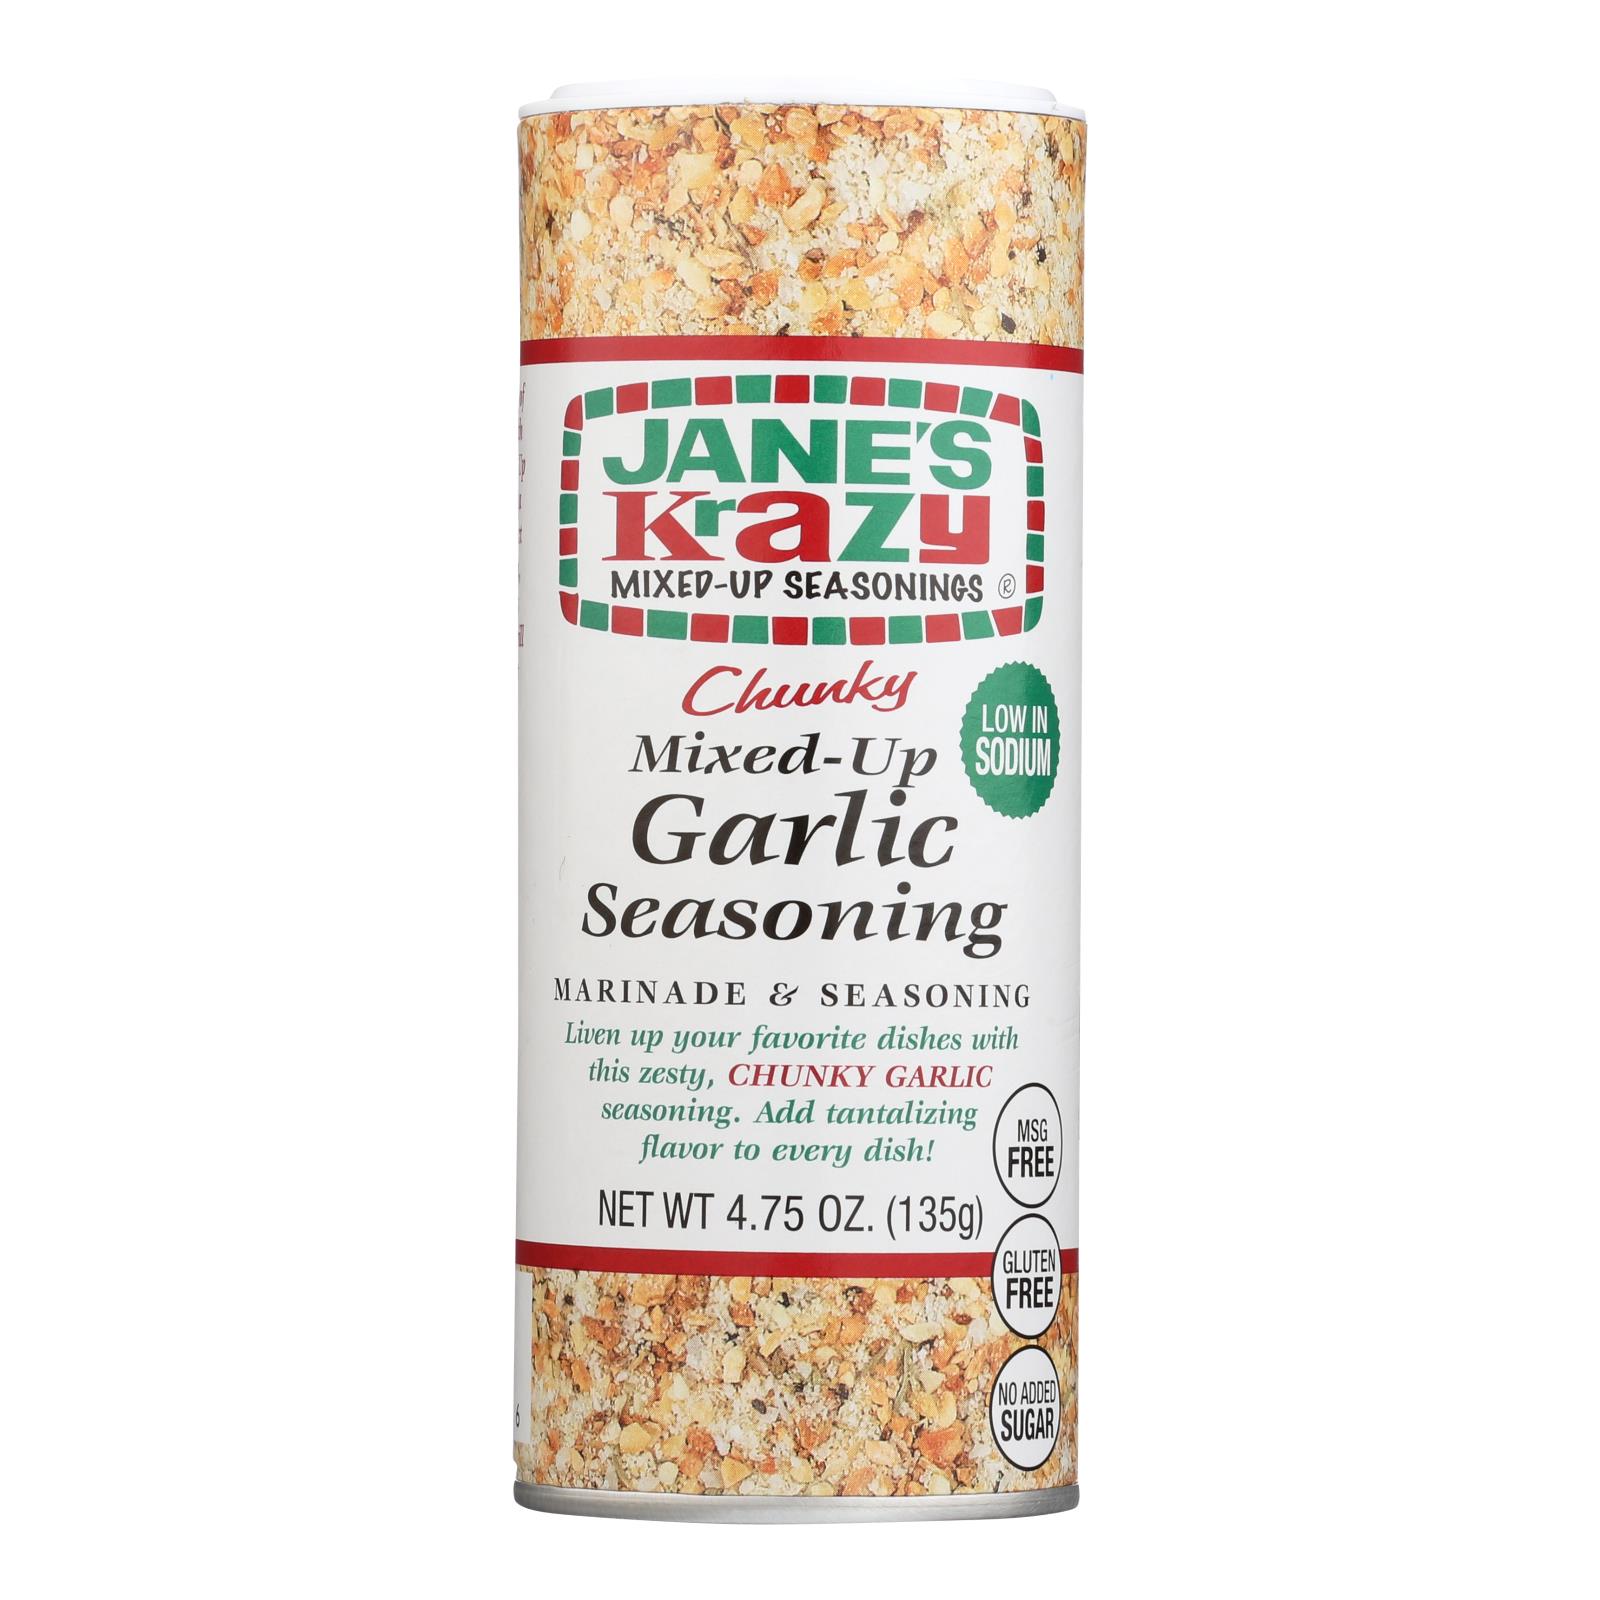 JANE'S
Krazy
MIXED-UP SEASONINGS ®
Chunky
Mixed-Up
Garlic
Seasoning
LOW IN
SODIUM
MARINADE & SEASONING
Liven up your favorite dishes with
this zesty, CHUNKY GARLIC
seasoning. Add tantalizing
flavor to every dish!
NET WT 4.75 OZ. (135g)
MSG
FREE
GLUTEN
FREE
NO ADDED
SUGAR
6